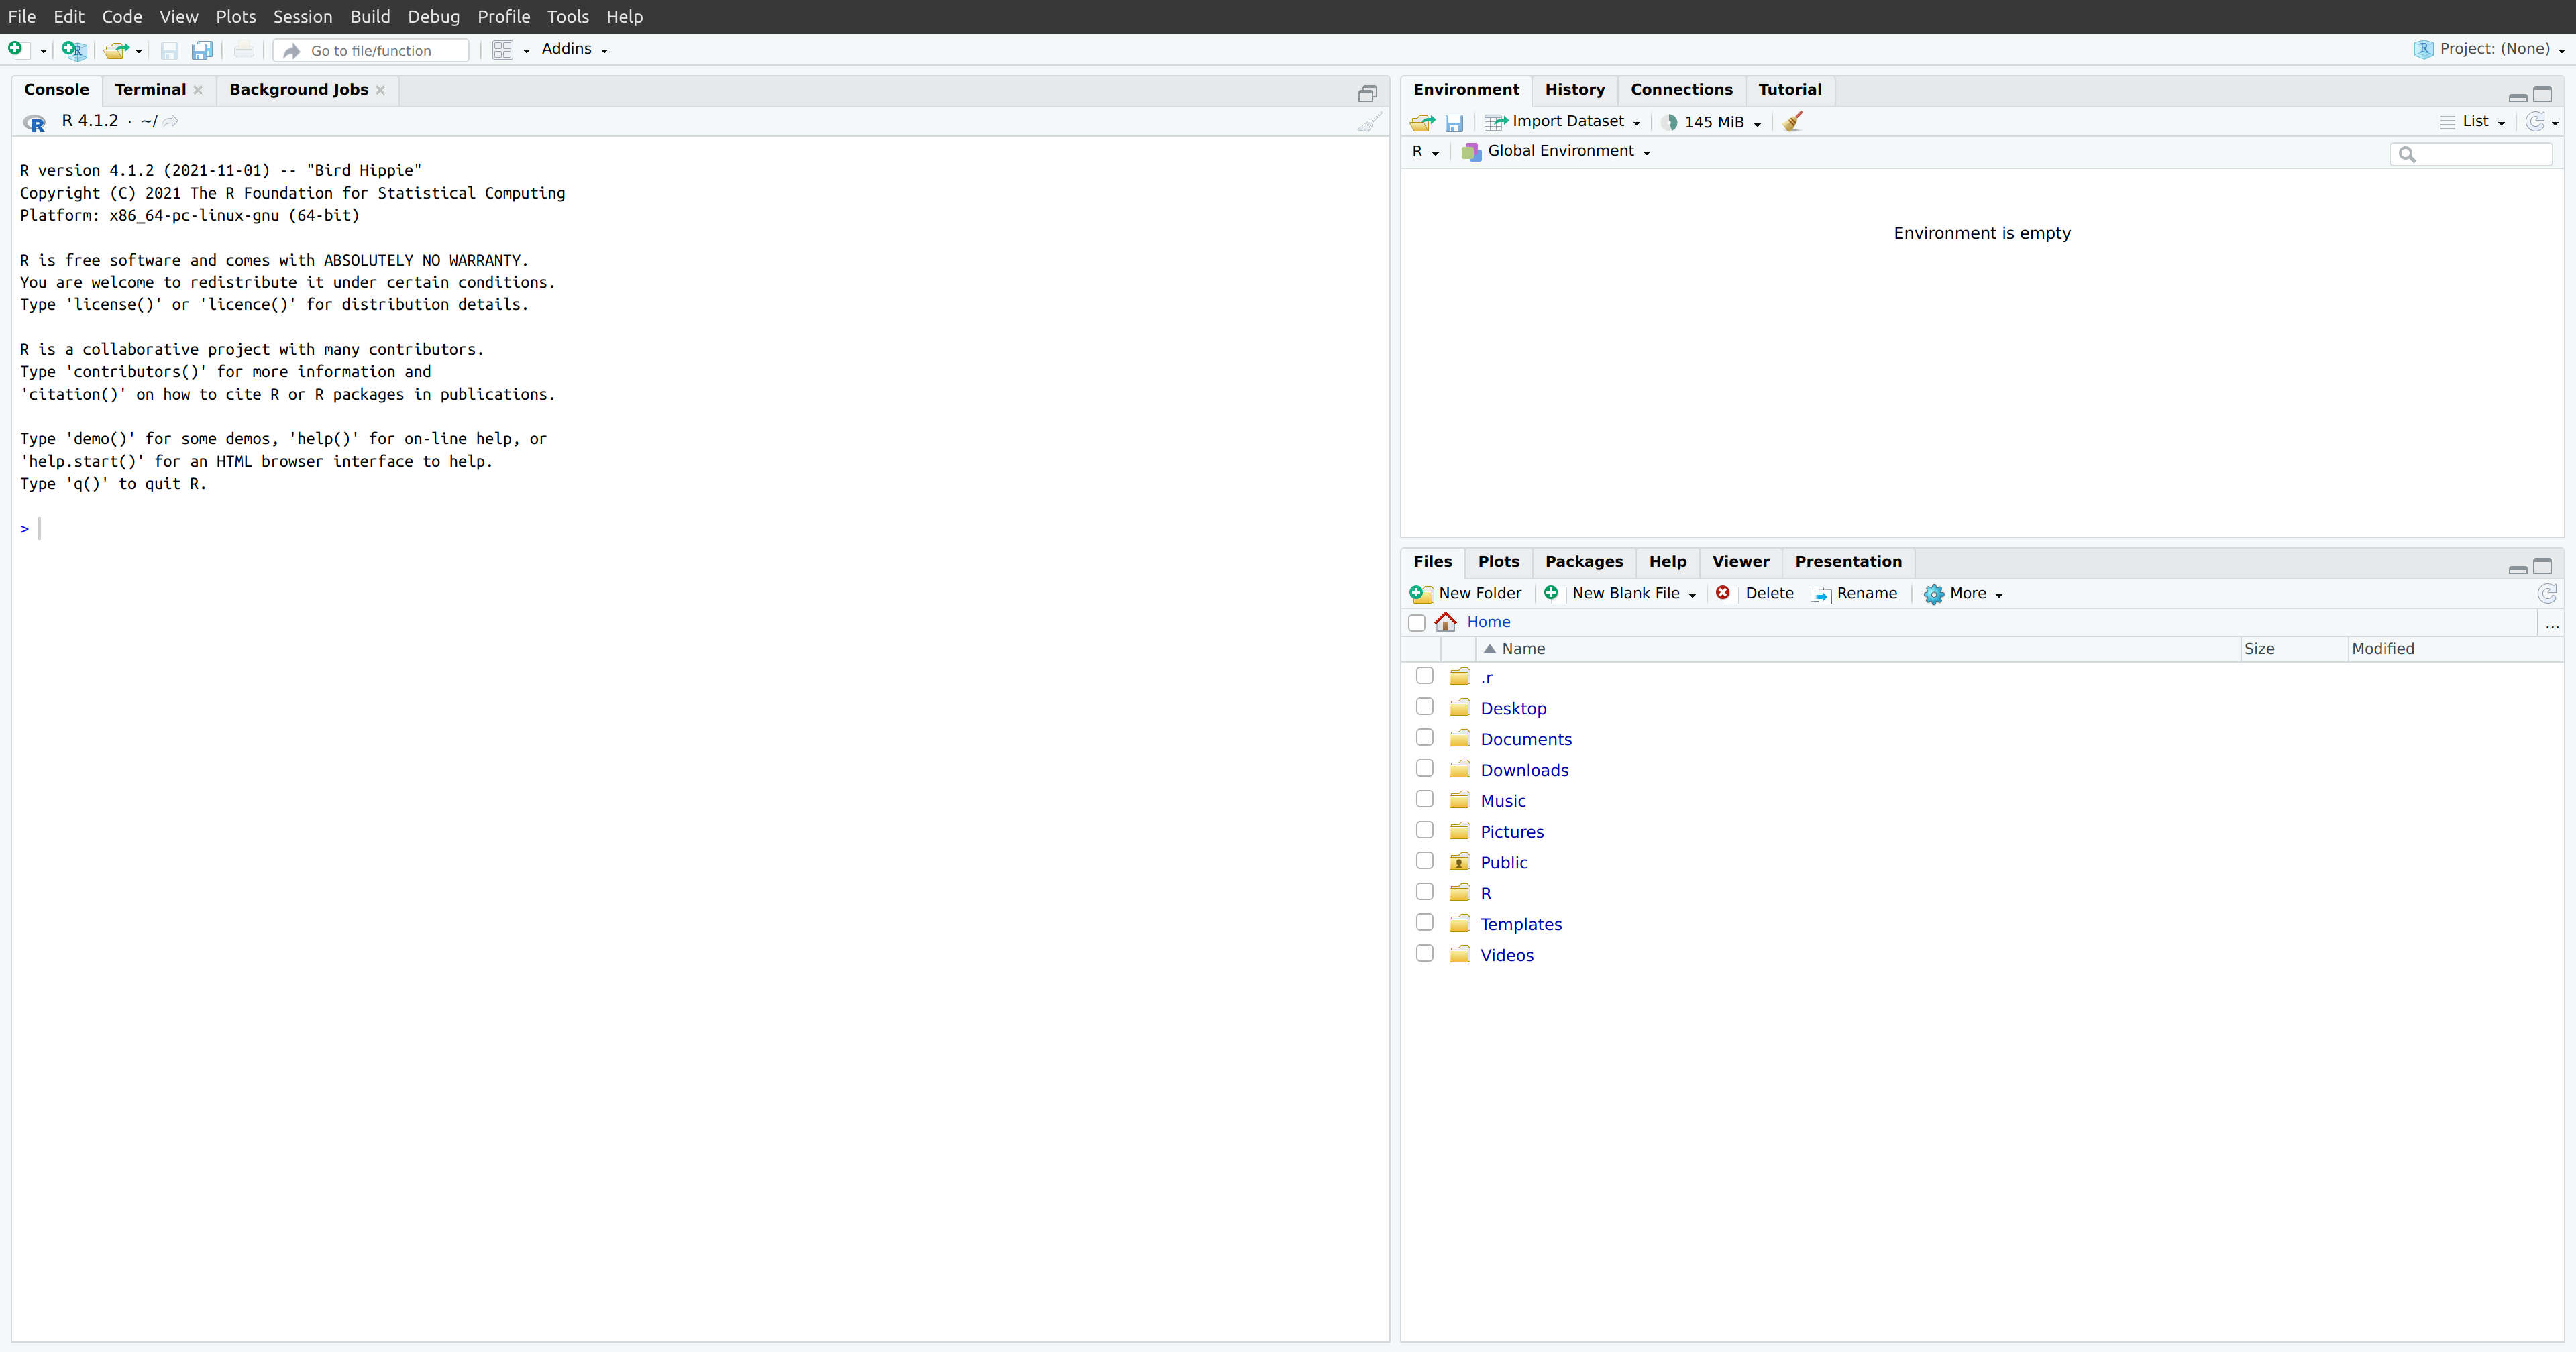 File Edit Code View Plots Session Build Debug Profile Tools Help
Go to file/function Addins Project: (None)
Console Terminal Background Jobs
R 4.1.2 · ~/
R version 4.1.2 (2021-11-01) -- "Bird Hippie"
Copyright (C) 2021 The R Foundation for Statistical Computing
Platform: x86_64-pc-linux-gnu (64-bit)
R is free software and comes with ABSOLUTELY NO WARRANTY.
You are welcome to redistribute it under certain conditions.
Type 'license()' or 'licence()' for distribution details.
R is a collaborative project with many contributors.
Type 'contributors()' for more information and
'citation()' on how to cite R or R packages in publications.
Type 'demo()' for some demos, 'help()' for on-line help, or
'help.start()' for an HTML browser interface to help.
Type 'q()' to quit R.
>
Environment History Connections Tutorial
Import Dataset 145 MiB List
R Global Environment
Environment is empty
Files Plots Packages Help Viewer Presentation
New Folder New Blank File Delete Rename More
Home ...
Name Size Modified
.r
Desktop
Documents
Downloads
Music
Pictures
Public
R
Templates
Videos